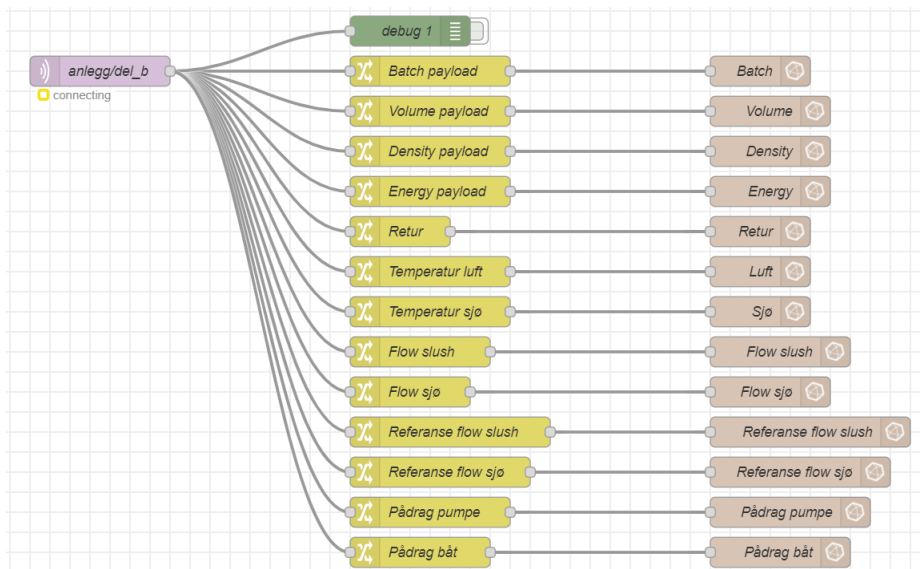 debug 1
anlegg/del_b
connecting
Batch payload
Batch
Volume payload
Volume
Density payload
Density
Energy payload
Energy
Retur
Retur
Temperatur luft
Luft
Temperatur sjø
Sjø
Flow slush
Flow slush
Flow sjø
Flow sjø
Referanse flow slush
Referanse flow slush
Referanse flow sjø
Referanse flow sjø
Pådrag pumpe
Pådrag pumpe
Pådrag båt
Pådrag båt